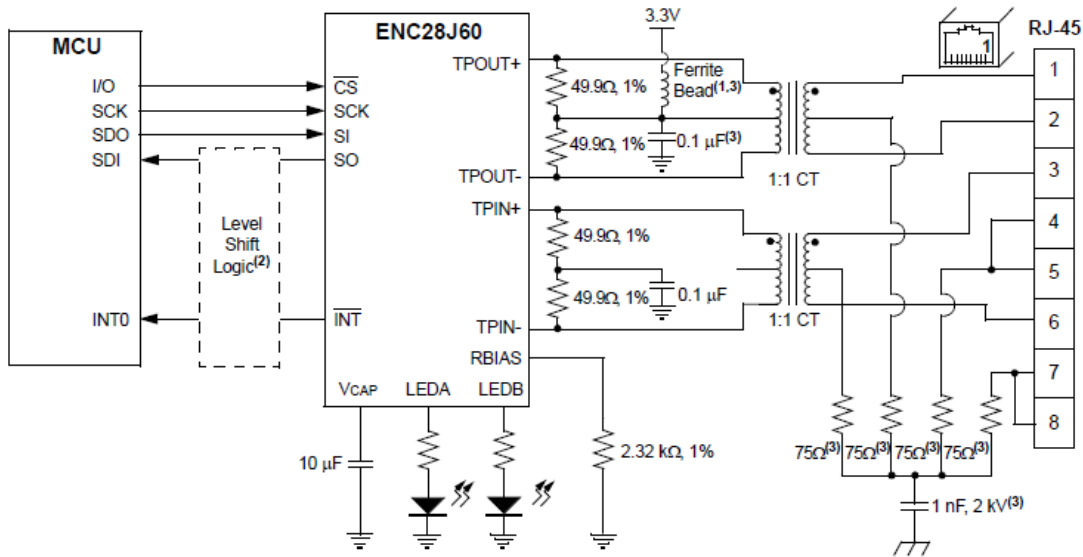 MCU
I/O
SCK
SDO
SDI
INT0
Level
Shift
Logic(2)
ENC28J60
CS
SCK
SI
SO
INT
TPOUT+
TPOUT-
TPIN+
TPIN-
RBIAS
VCAP
LEDA
LEDB
10 µF
2.32 kΩ, 1%
3.3V
Ferrite
Bead(1,3)
49.9Ω, 1%
49.9Ω, 1%
0.1 µF(3)
1:1 CT
49.9Ω, 1%
49.9Ω, 1%
0.1 µF
1:1 CT
1
RJ-45
1
2
3
4
5
6
7
8
75Ω(3)
75Ω(3)
75Ω(3)
75Ω(3)
1 nF, 2 kV(3)